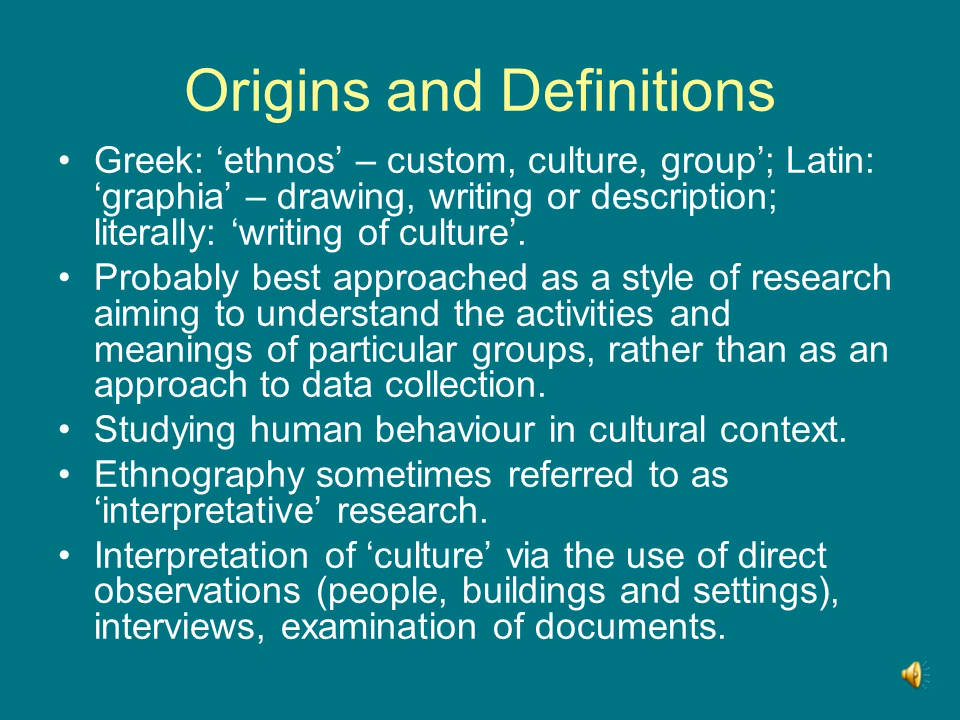 Origins and Definitions
• Greek: ‘ethnos’ – custom, culture, group’; Latin:
‘graphia’ – drawing, writing or description;
literally: ‘writing of culture’.
• Probably best approached as a style of research
aiming to understand the activities and
meanings of particular groups, rather than as an
approach to data collection.
• Studying human behaviour in cultural context.
• Ethnography sometimes referred to as
‘interpretative’ research.
• Interpretation of ‘culture’ via the use of direct
observations (people, buildings and settings),
interviews, examination of documents.